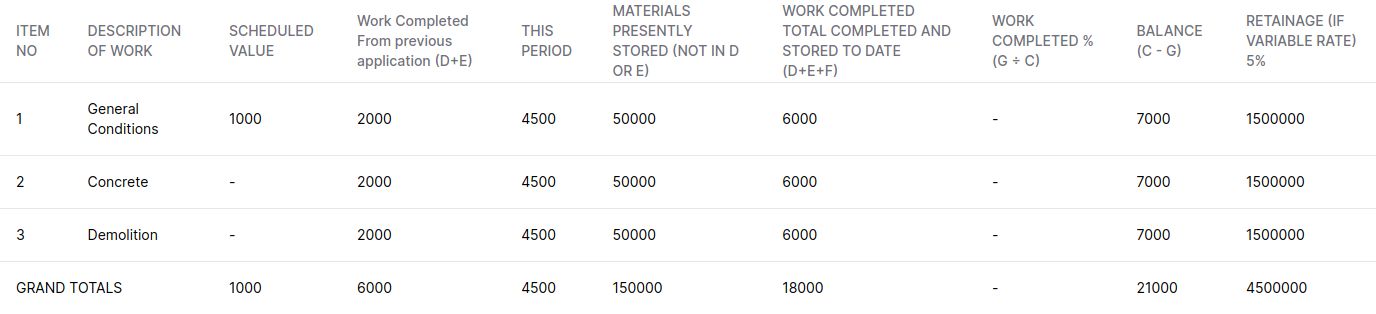 ITEM NO DESCRIPTION OF WORK SCHEDULED VALUE Work Completed From previous application (D+E) THIS PERIOD MATERIALS PRESENTLY STORED (NOT IN D OR E) WORK COMPLETED TOTAL COMPLETED AND STORED TO DATE (D+E+F) WORK COMPLETED % (G ÷ C) BALANCE (C - G) RETAINAGE (IF VARIABLE RATE) 5%
1 General Conditions 1000 2000 4500 50000 6000 - 7000 1500000
2 Concrete - 2000 4500 50000 6000 - 7000 1500000
3 Demolition - 2000 4500 50000 6000 - 7000 1500000
GRAND TOTALS 1000 6000 4500 150000 18000 - 21000 4500000